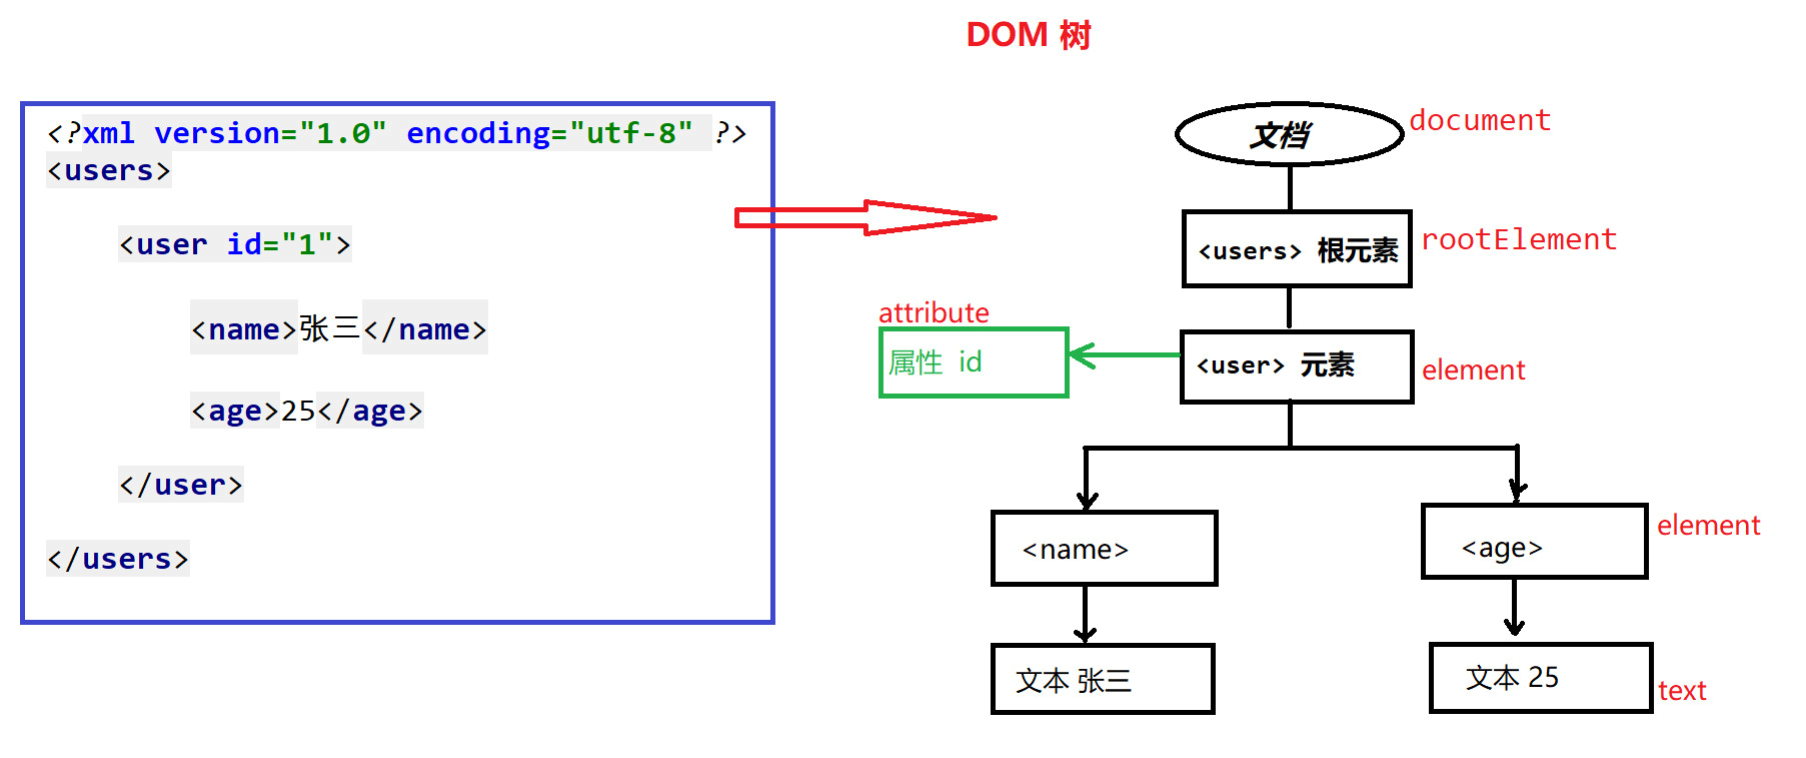 DOM 树
<?xml version="1.0" encoding="utf-8" ?>
<users>
<user id="1">
<name>张三</name>
<age>25</age>
</user>
</users>
文档
document
<users> 根元素
rootElement
attribute
属性 id
<user> 元素
element
<name>
<age>
element
文本 张三
文本 25
text